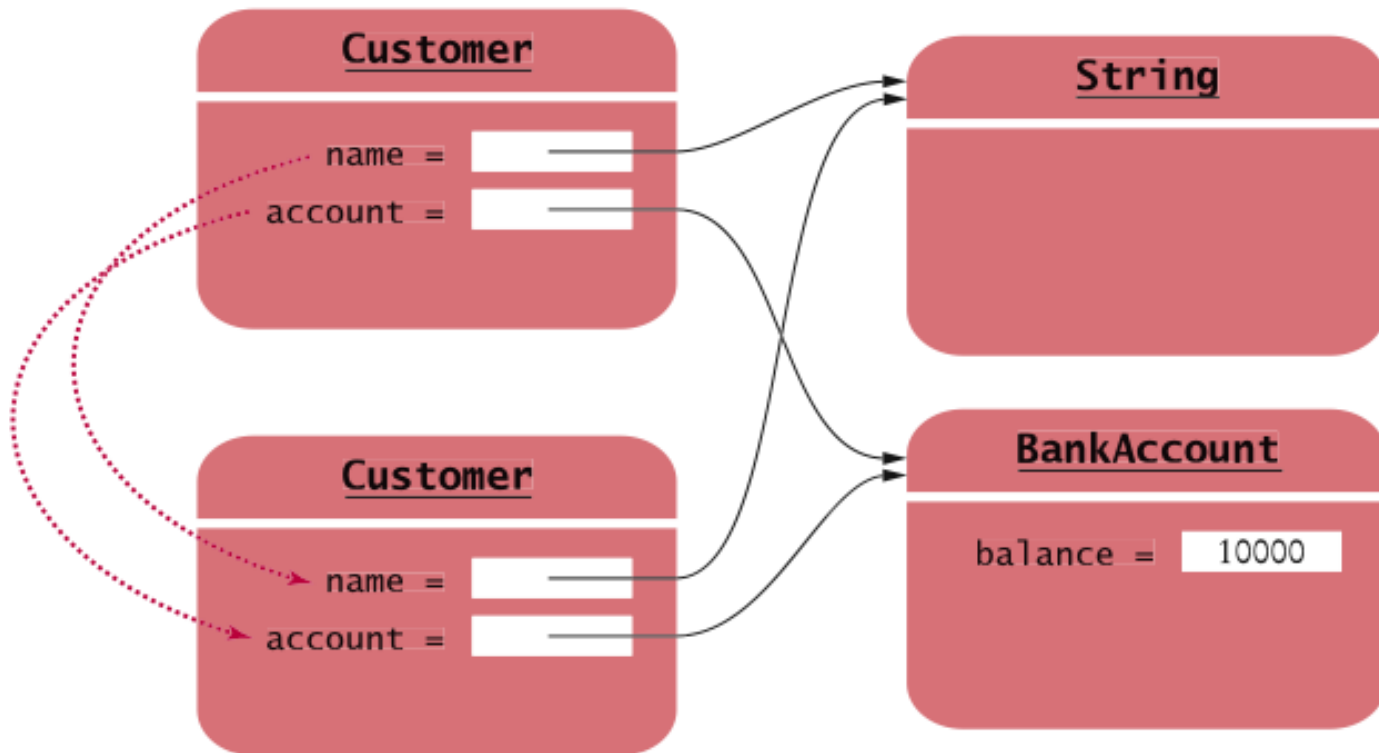 Customer
name =
account =
String
Customer
name =
account =
BankAccount
balance = 10000